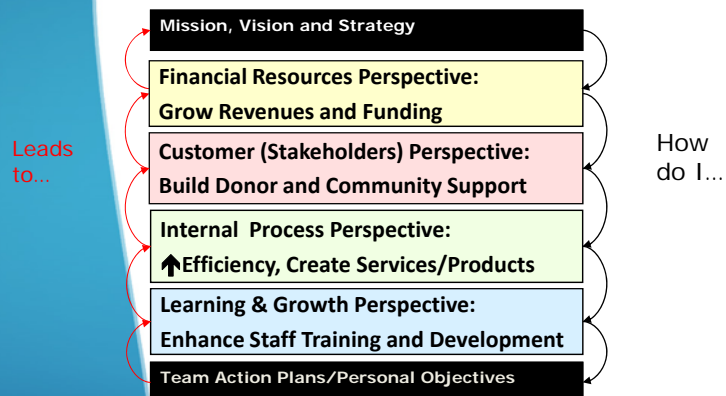 Mission, Vision and Strategy
Financial Resources Perspective:
Grow Revenues and Funding
Leads
to...
Customer (Stakeholders) Perspective:
Build Donor and Community Support
How
do I...
Internal Process Perspective:
↑Efficiency, Create Services/Products
Learning & Growth Perspective:
Enhance Staff Training and Development
Team Action Plans/Personal Objectives